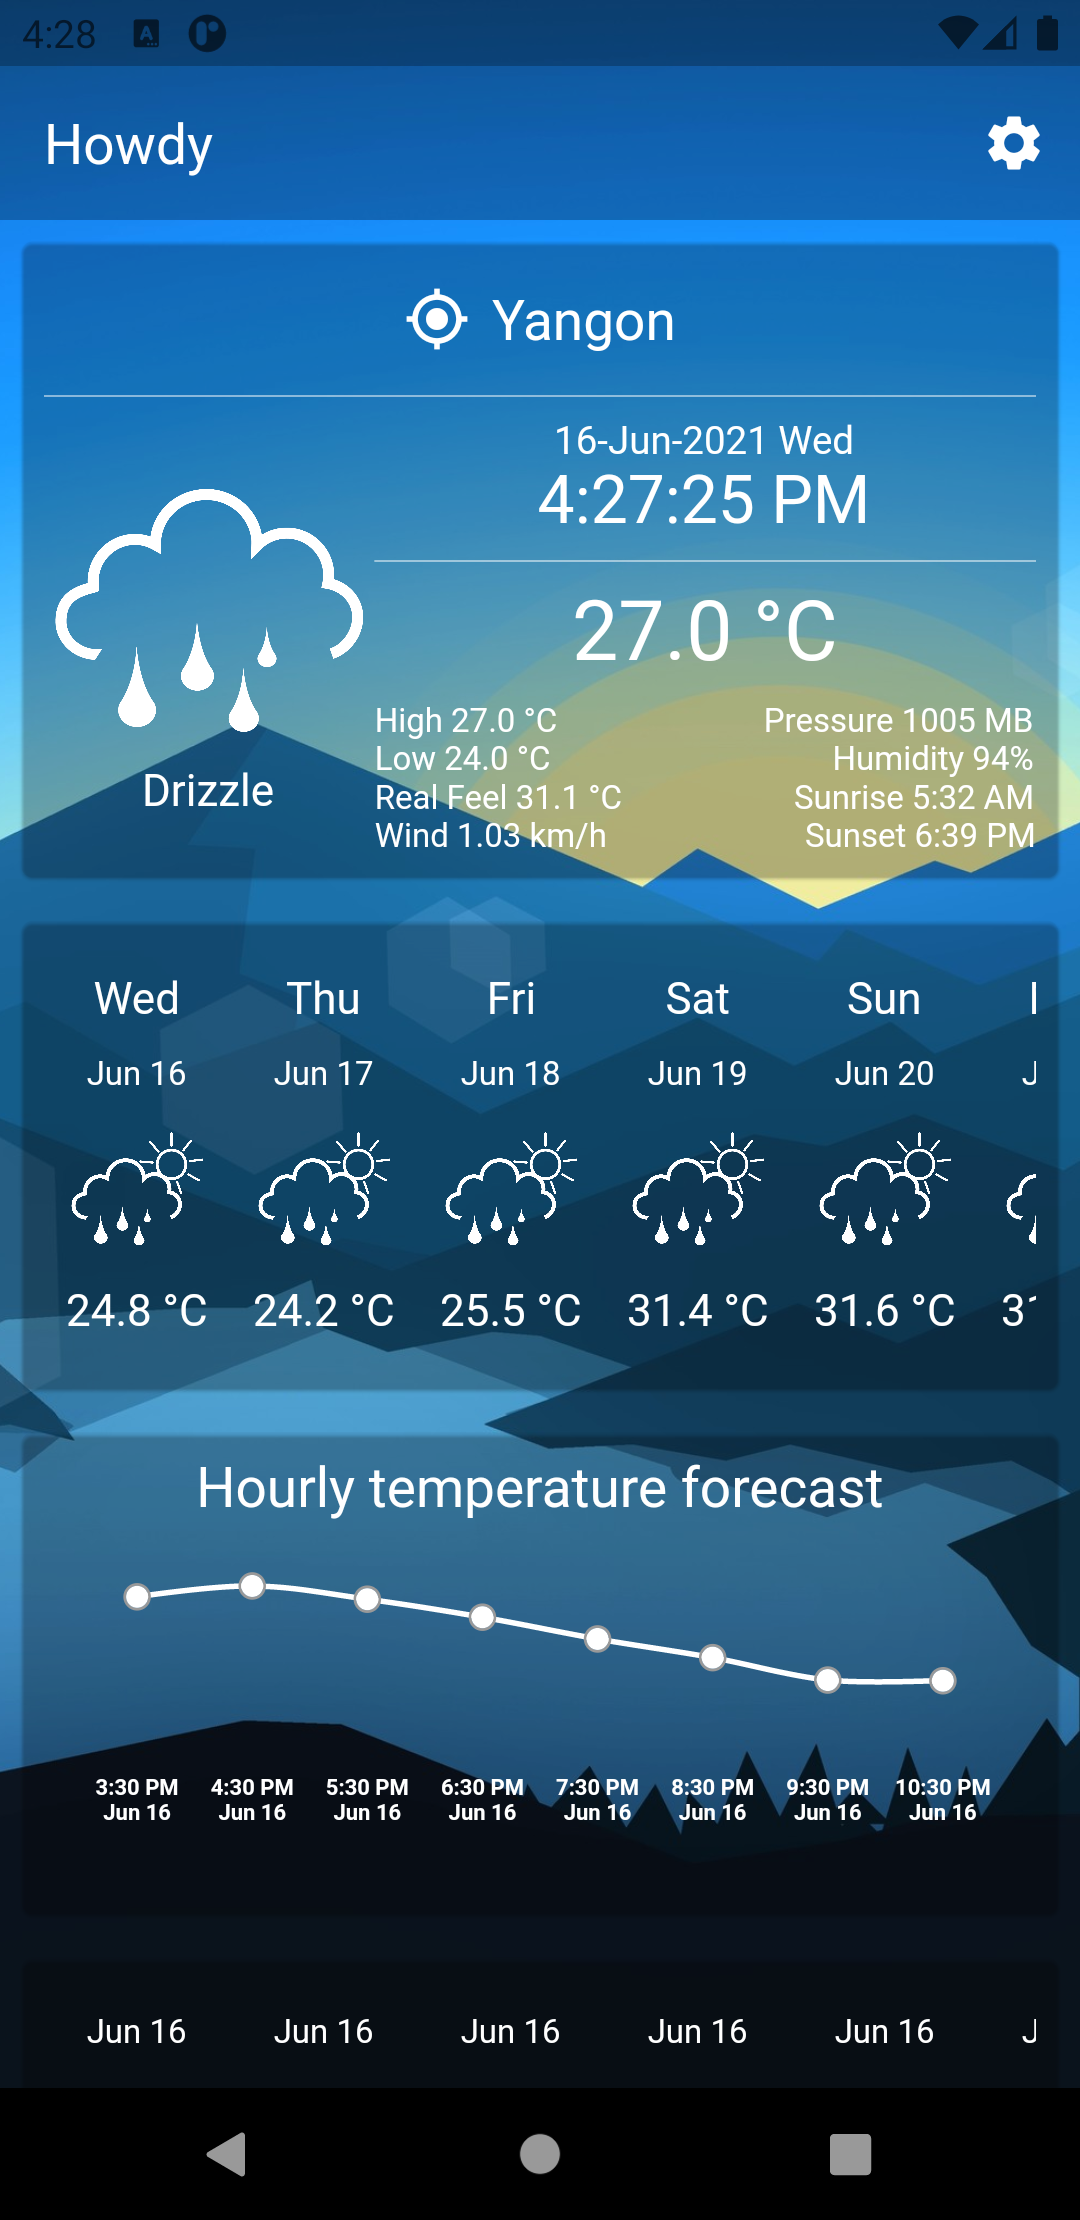 4:28
Howdy
Yangon
16-Jun-2021 Wed
4:27:25 PM
27.0 °C
High 27.0 °C
Low 24.0 °C
Real Feel 31.1 °C
Wind 1.03 km/h
Pressure 1005 MB
Humidity 94%
Sunrise 5:32 AM
Sunset 6:39 PM
Drizzle
Wed Thu Fri Sat Sun
Jun 16 Jun 17 Jun 18 Jun 19 Jun 20 J
24.8 °C 24.2 °C 25.5 °C 31.4 °C 31.6 °C
Hourly temperature forecast
3:30 PM 4:30 PM 5:30 PM 6:30 PM 7:30 PM 8:30 PM 9:30 PM 10:30 PM
Jun 16 Jun 16 Jun 16 Jun 16 Jun 16 Jun 16 Jun 16 Jun 16
Jun 16 Jun 16 Jun 16 Jun 16 Jun 16 J